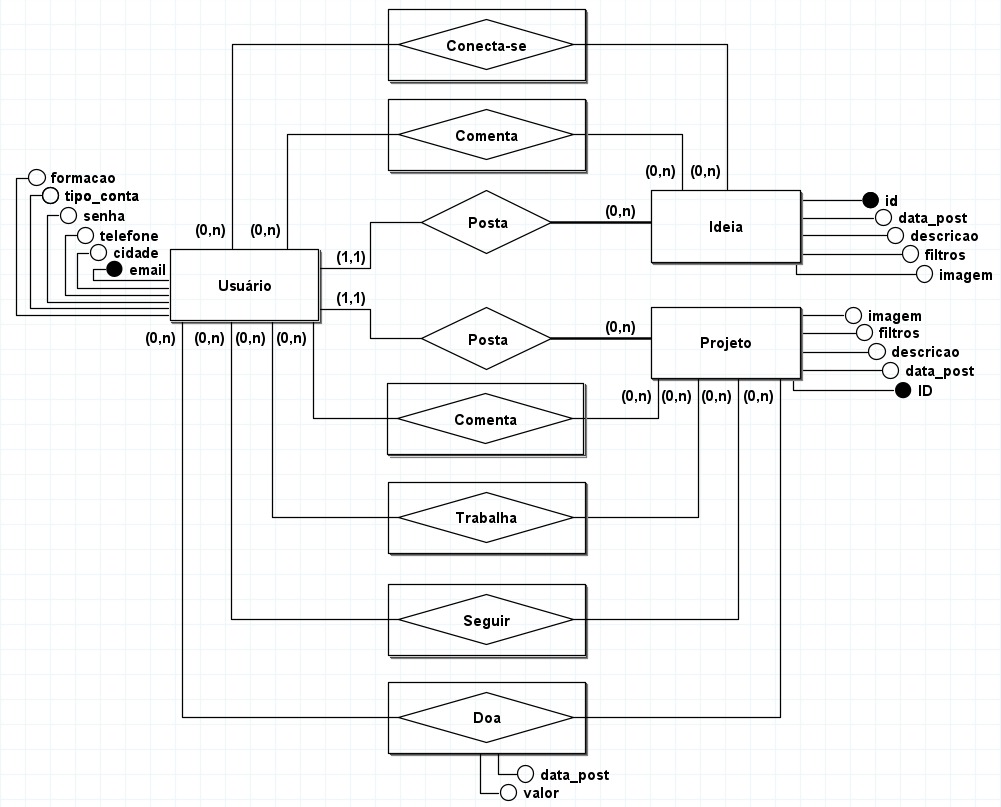 Conecta-se
Comenta
(0,n) (0,n)
formacao
tipo_conta
senha
telefone
cidade
email
(0,n) (0,n)
Usuário
(1,1)
Posta
(0,n)
Ideia
id
data_post
descricao
filtros
imagem
(1,1)
Posta
(0,n)
Projeto
imagem
filtros
descricao
data_post
ID
(0,n) (0,n) (0,n) (0,n)
(0,n) (0,n) (0,n) (0,n)
Comenta
Trabalha
Seguir
Doa
data_post
valor